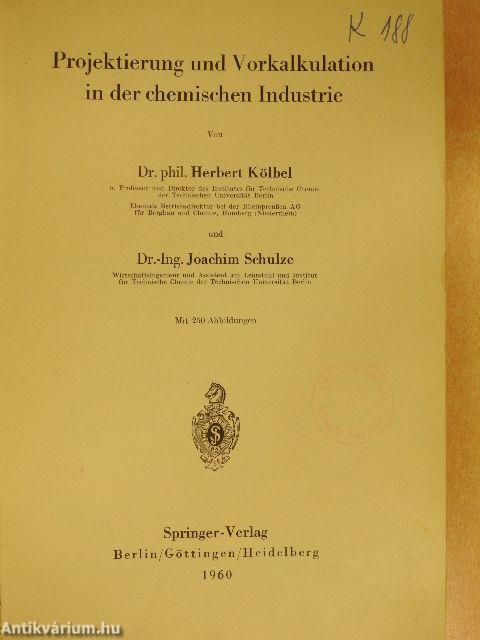 K 188
Projektierung und Vorkalkulation
in der chemischen Industrie
Von
Dr. phil. Herbert Kölbel
o. Professor und Direktor des Institutes für Technische Chemie
der Technischen Universität Berlin
Ehemals Betriebsdirektor bei der Rheinpreußen AG
für Bergbau und Chemie, Homberg (Niederrhein)
und
Dr.-Ing. Joachim Schulze
Wirtschaftsingenieur und Assistent am Lehrstuhl und Institut
für Technische Chemie der Technischen Universität Berlin
Mit 250 Abbildungen
Springer-Verlag
Berlin/Göttingen/Heidelberg
1960
Antikvárium.hu